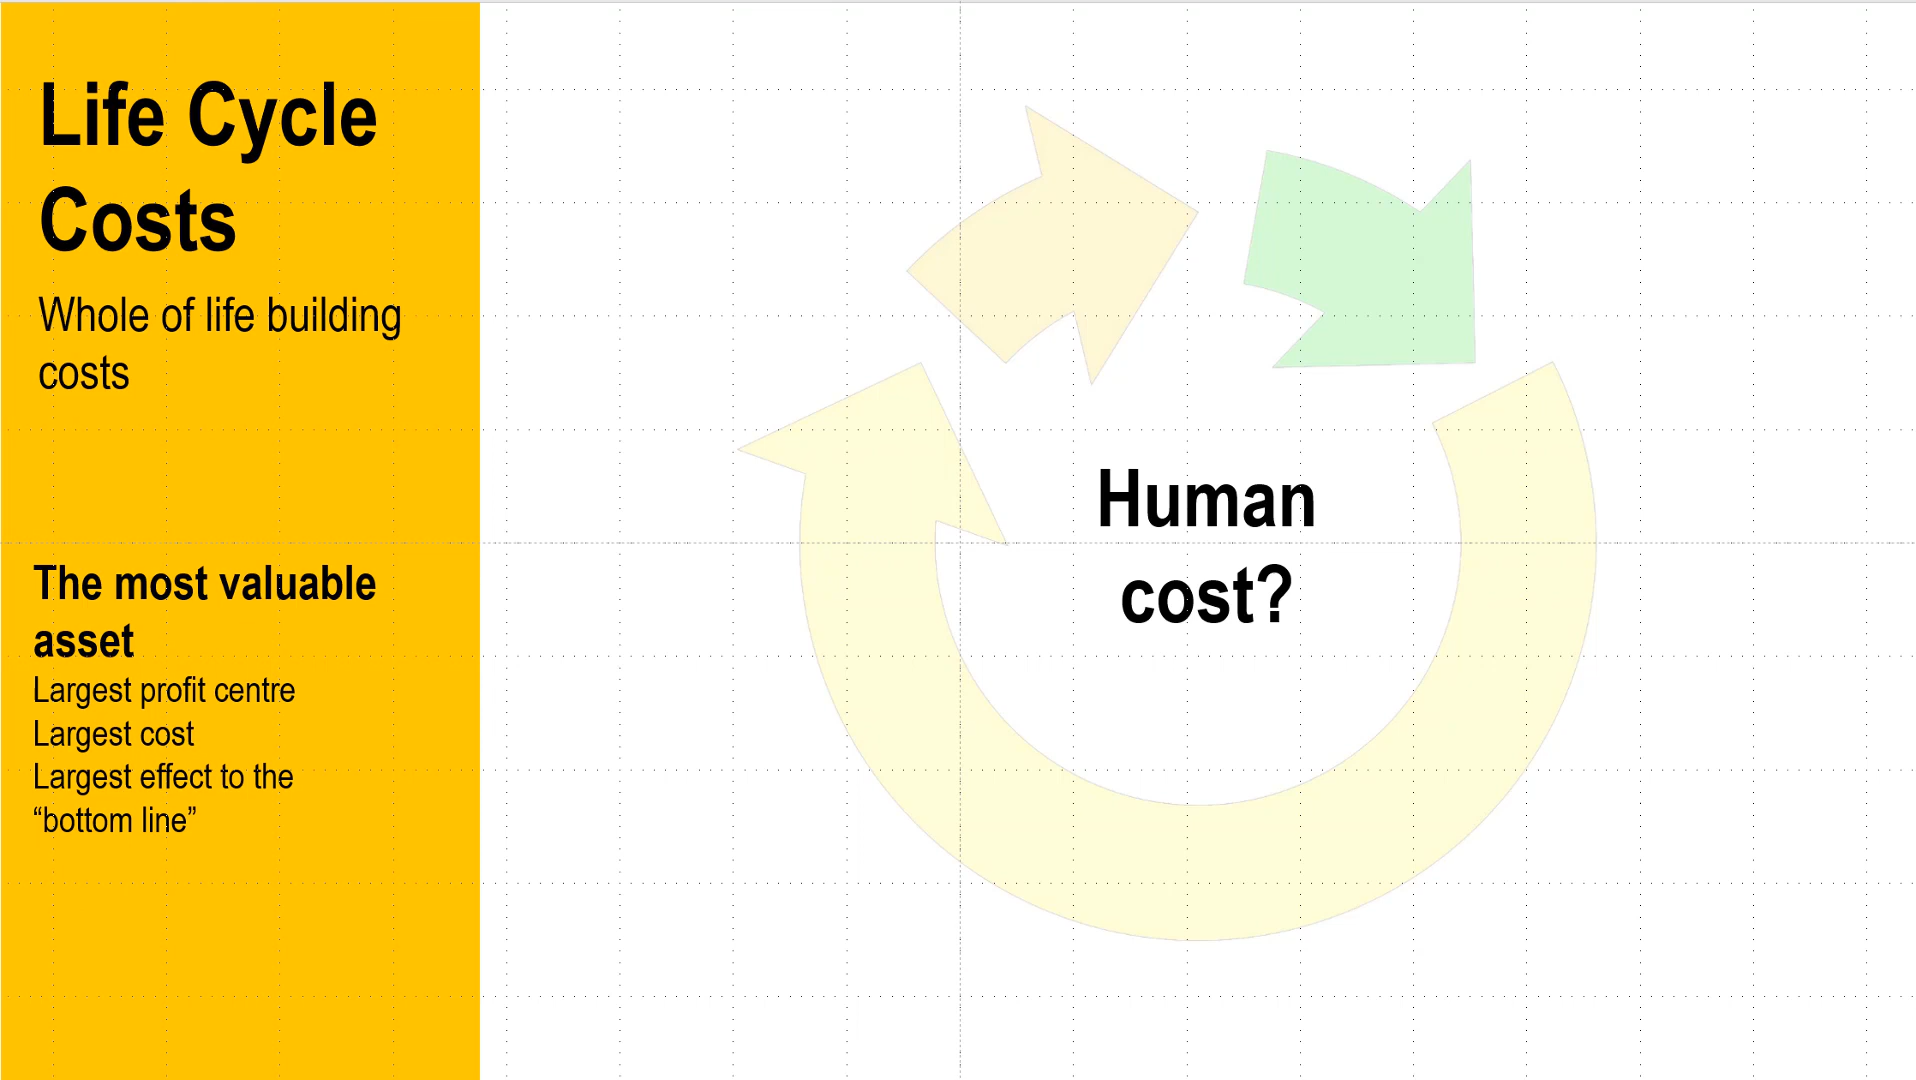 Life Cycle
Costs
Whole of life building
costs
The most valuable
asset
Largest profit centre
Largest cost
Largest effect to the
“bottom line”
Human
cost?